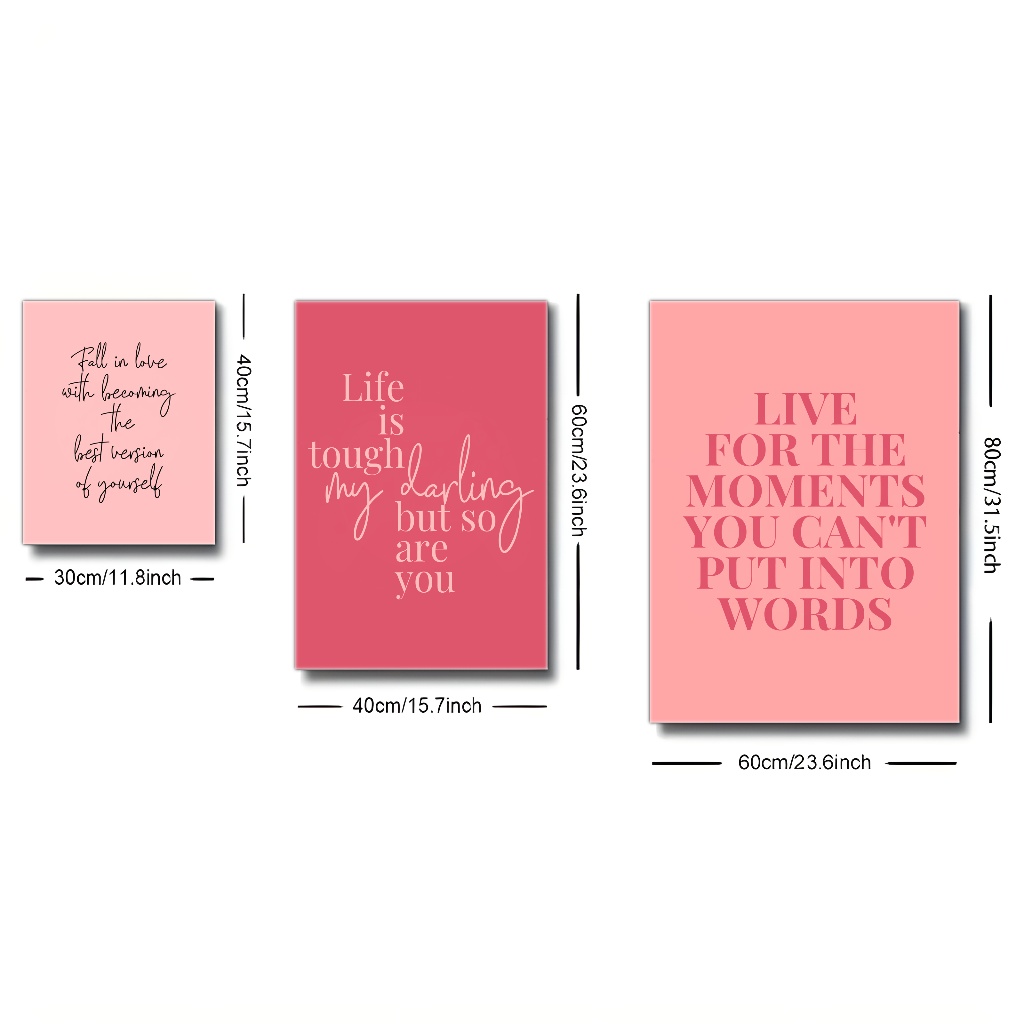 Fall in love
with becoming
the
best version
of yourself
40cm/15.7inch
30cm/11.8inch
Life
is
tough
my darling
but so
are
you
60cm/23.6inch
40cm/15.7inch
LIVE
FOR THE
MOMENTS
YOU CAN'T
PUT INTO
WORDS
80cm/31.5inch
60cm/23.6inch